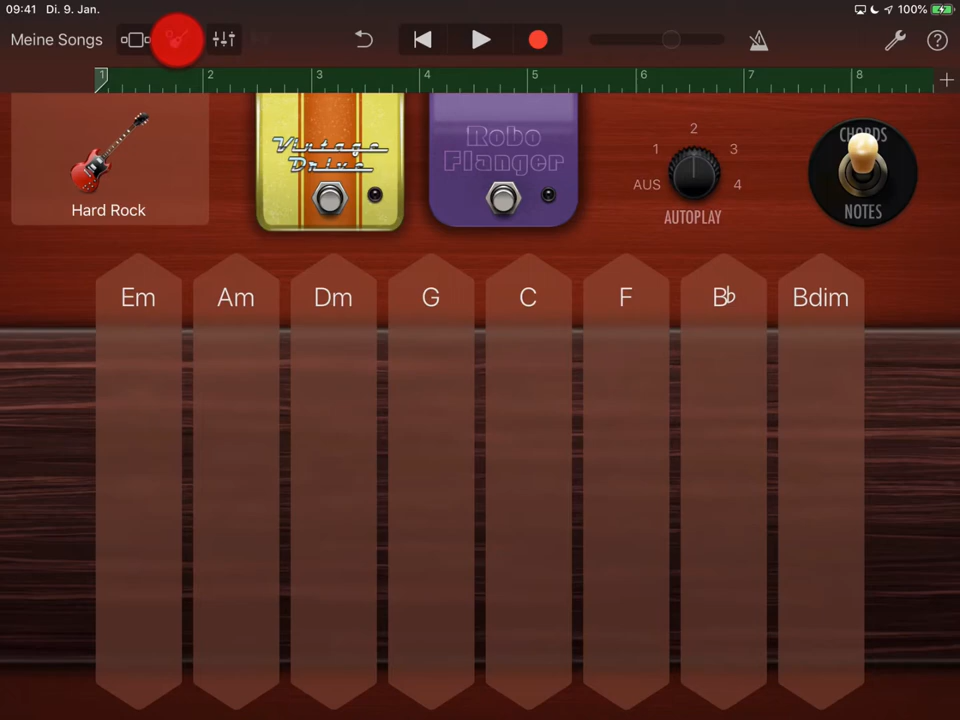 09:41 Di. 9. Jan. 100%
Meine Songs
1 2 3 4 5 6 7 8
Hard Rock
Vintage
Drive
Robo
Flanger
2
1 3
AUS 4
AUTOPLAY
CHORDS
NOTES
Em Am Dm G C F B♭ Bdim